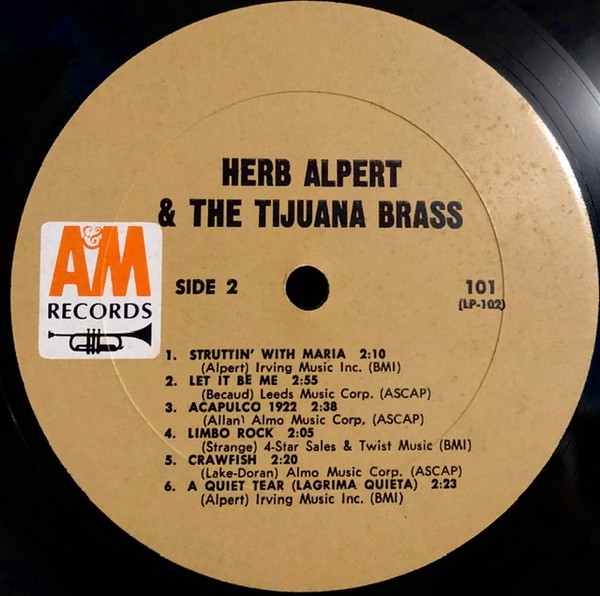 HERB ALPERT
& THE TIJUANA BRASS
A&M
RECORDS
SIDE 2
101
(LP-102)
1. STRUTTIN' WITH MARIA 2:10
(Alpert) Irving Music Inc. (BMI)
2. LET IT BE ME 2:55
(Becaud) Leeds Music Corp. (ASCAP)
3. ACAPULCO 1922 2:38
(Allan) Almo Music Corp. (ASCAP)
4. LIMBO ROCK 2:05
(Strange) 4-Star Sales & Twist Music (BMI)
5. CRAWFISH 2:20
(Lake-Doran) Almo Music Corp. (ASCAP)
6. A QUIET TEAR (LAGRIMA QUIETA) 2:23
(Alpert) Irving Music Inc. (BMI)